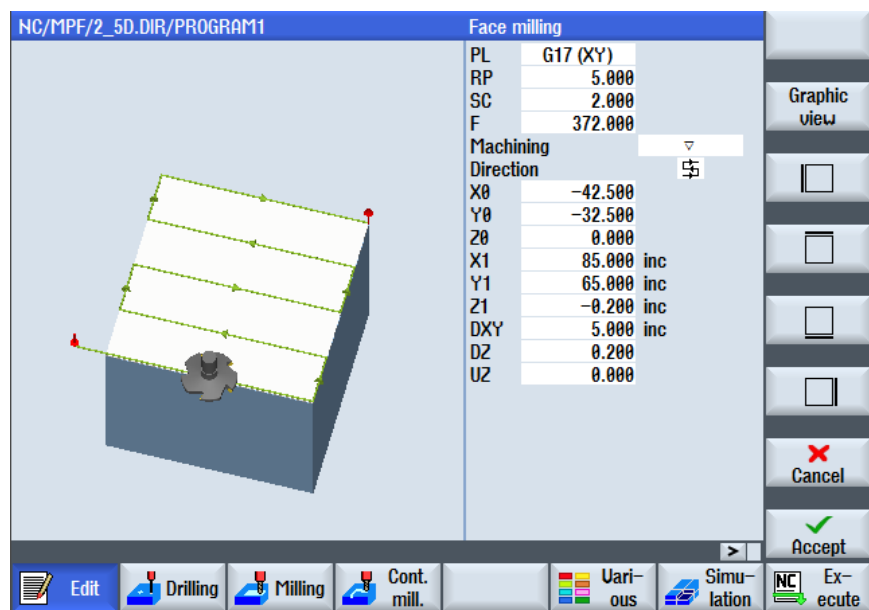 NC/MPF/2_5D.DIR/PROGRAM1
Face milling
PL G17 (XY)
RP 5.000
SC 2.000
F 372.000
Machining ▽
Direction
X0 -42.500
Y0 -32.500
Z0 0.000
X1 85.000 inc
Y1 65.000 inc
Z1 -0.200 inc
DXY 5.000 inc
DZ 0.200
UZ 0.000
Graphic
view
Cancel
Accept
>
Edit
Drilling
Milling
Cont.
mill.
Vari-
ous
Simu-
lation
NC
Ex-
ecute